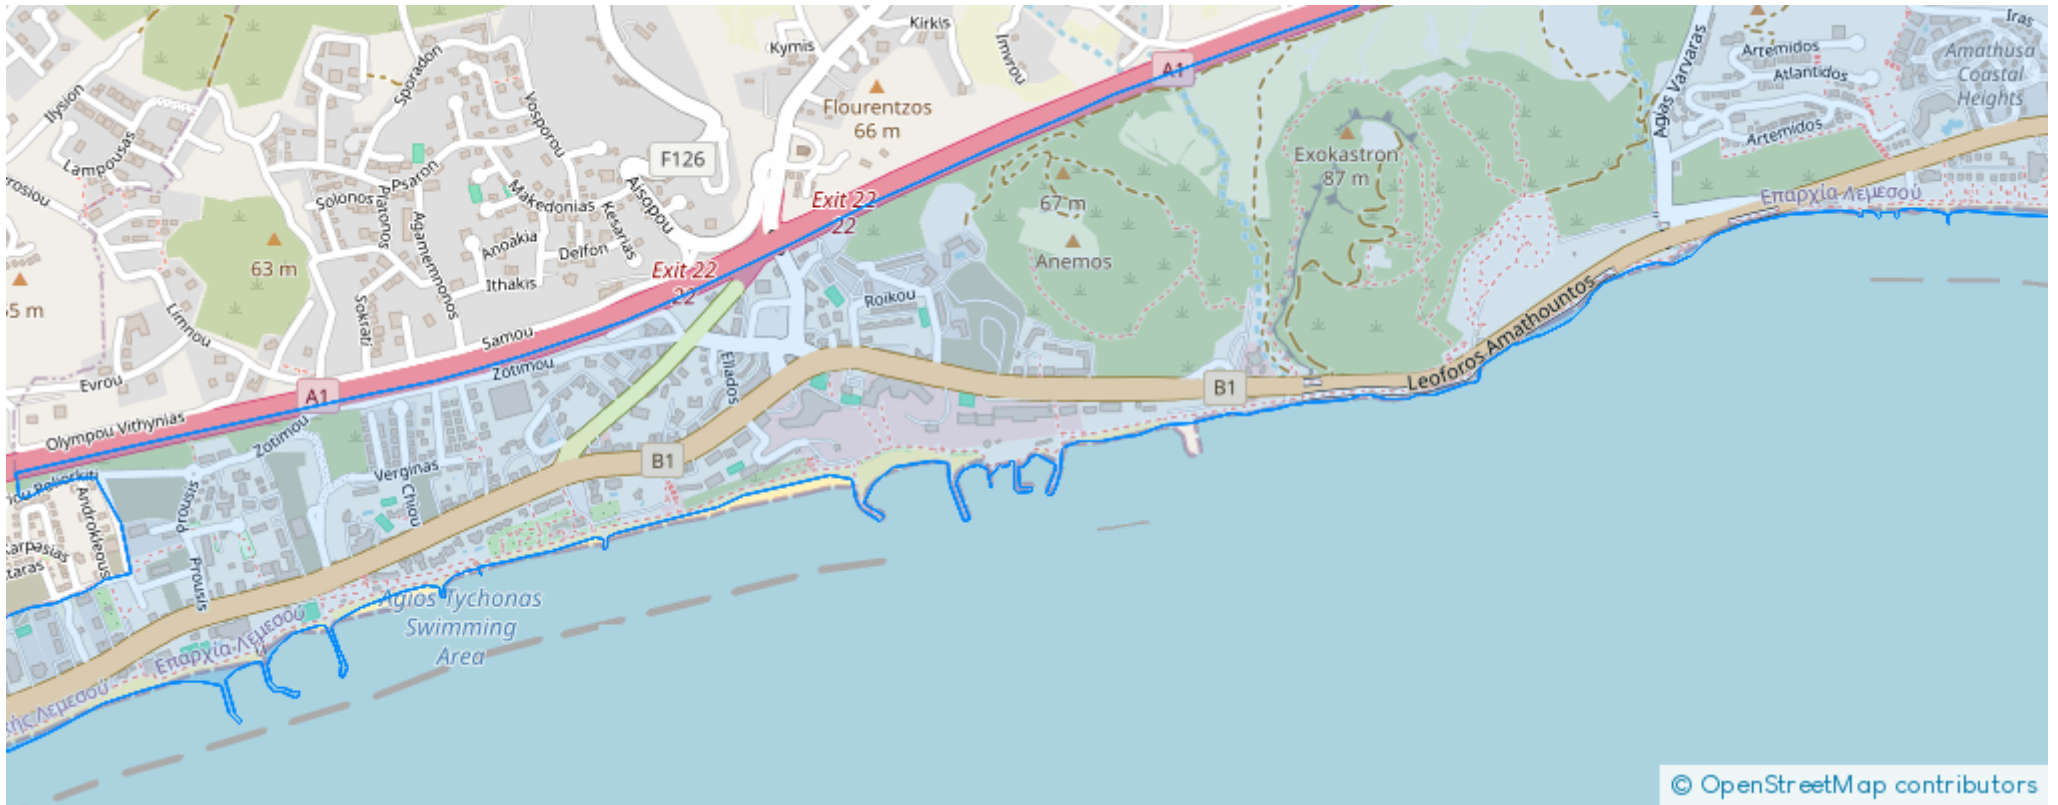 Kirkis
Kymis
Imvrou
Iras
Artemidos
Atlantidos
Amathusa
Coastal
Heights
Agias Varvaras
Artemidos
A1
Flourentzos
66 m
Sporadon
Vosporou
Ilysion
Lampousas
F126
Exokastron
87 m
Psaron
Solonos
Platonos
Makedonias
Aisopou
Kesarias
Agamemnonos
Anoakia
Delfon
Ithakis
Exit 22
22
67 m
Anemos
Επαρχία Λεμεσού
63 m
Exit 22
22
Roikou
Sokrati
Limnou
Samou
Zotimou
Evrou
Eliados
Leoforos Amathountos
A1
B1
Olympou Vithynias
Zotimou
Verginas
Chiou
B1
Prousis
Androkleous
Prousis
Επαρχία Λεμεσού
Agios Tychonas
Swimming
Area
© OpenStreetMap contributors